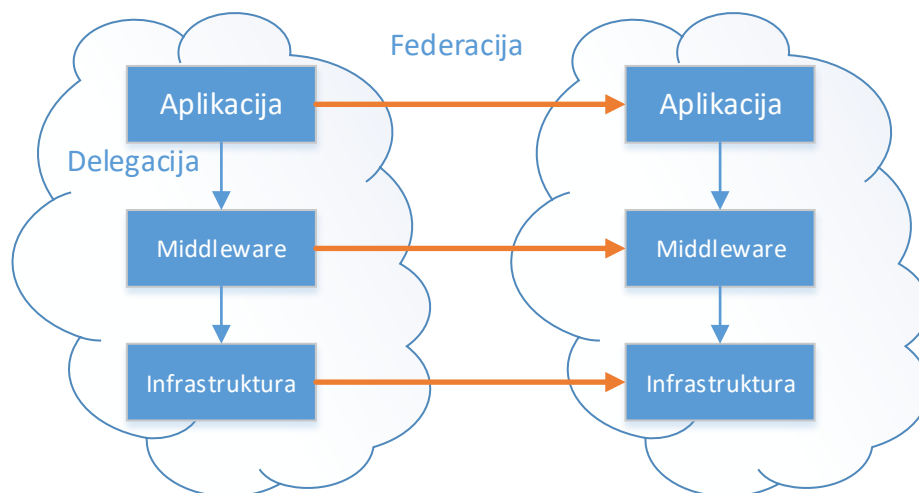 Federacija
Aplikacija
Aplikacija
Delegacija
Middleware
Middleware
Infrastruktura
Infrastruktura